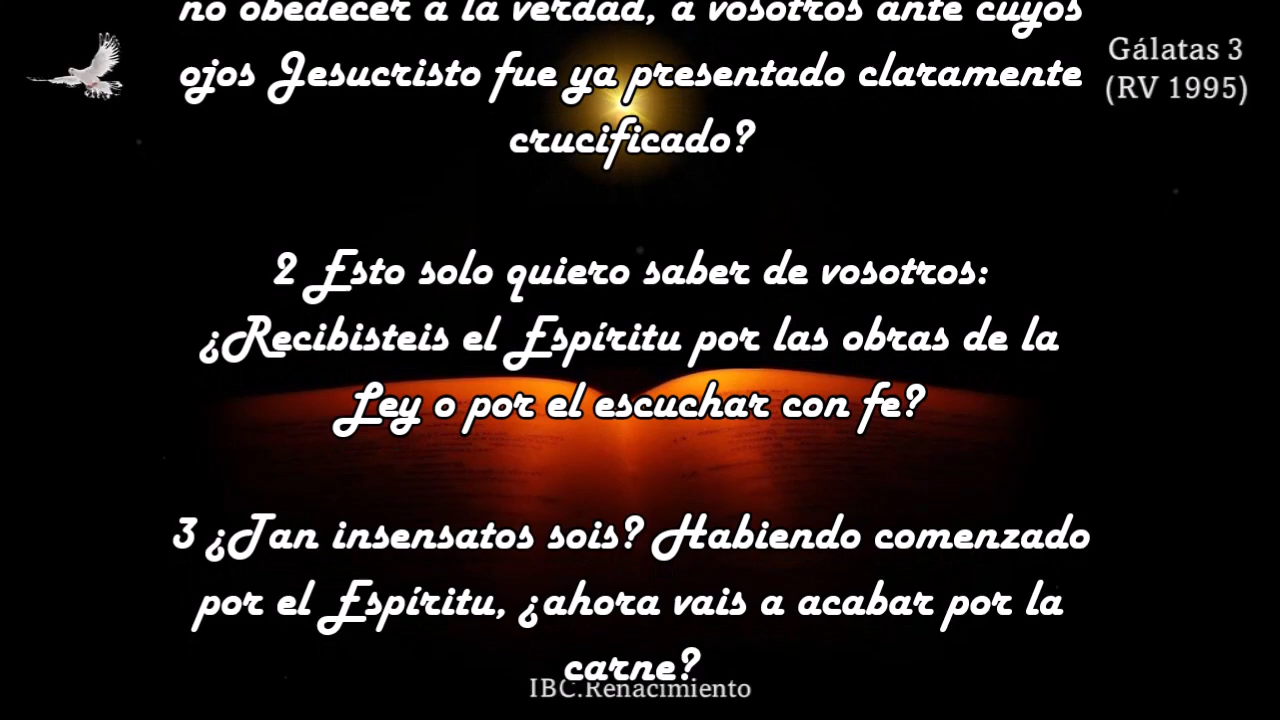 no obedecer a la verdad, a vosotros ante cuyos
ojos Jesucristo fue ya presentado claramente
crucificado?
Gálatas 3
(RV 1995)
2 Esto solo quiero saber de vosotros:
¿Recibisteis el Espíritu por las obras de la
Ley o por el escuchar con fe?
3 ¿Tan insensatos sois? Habiendo comenzado
por el Espíritu, ¿ahora vais a acabar por la
carne?
IBC.Renacimiento